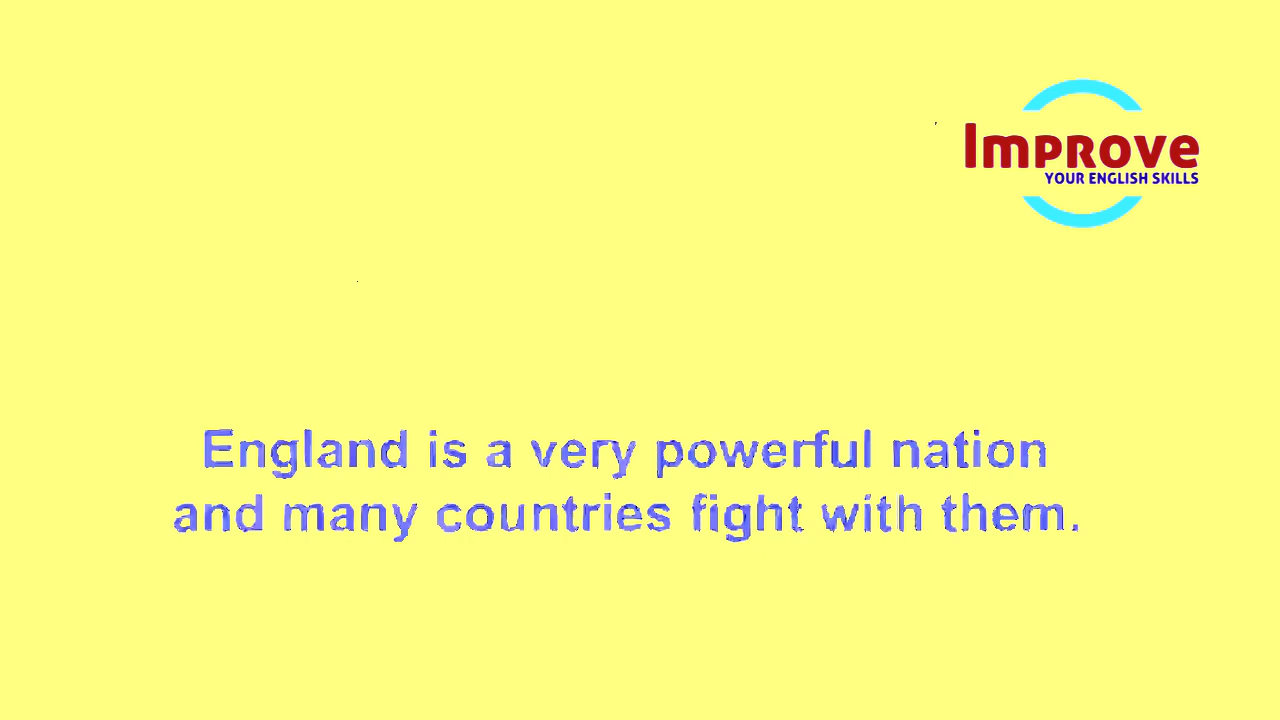 Improve
YOUR ENGLISH SKILLS
England is a very powerful nation
and many countries fight with them.